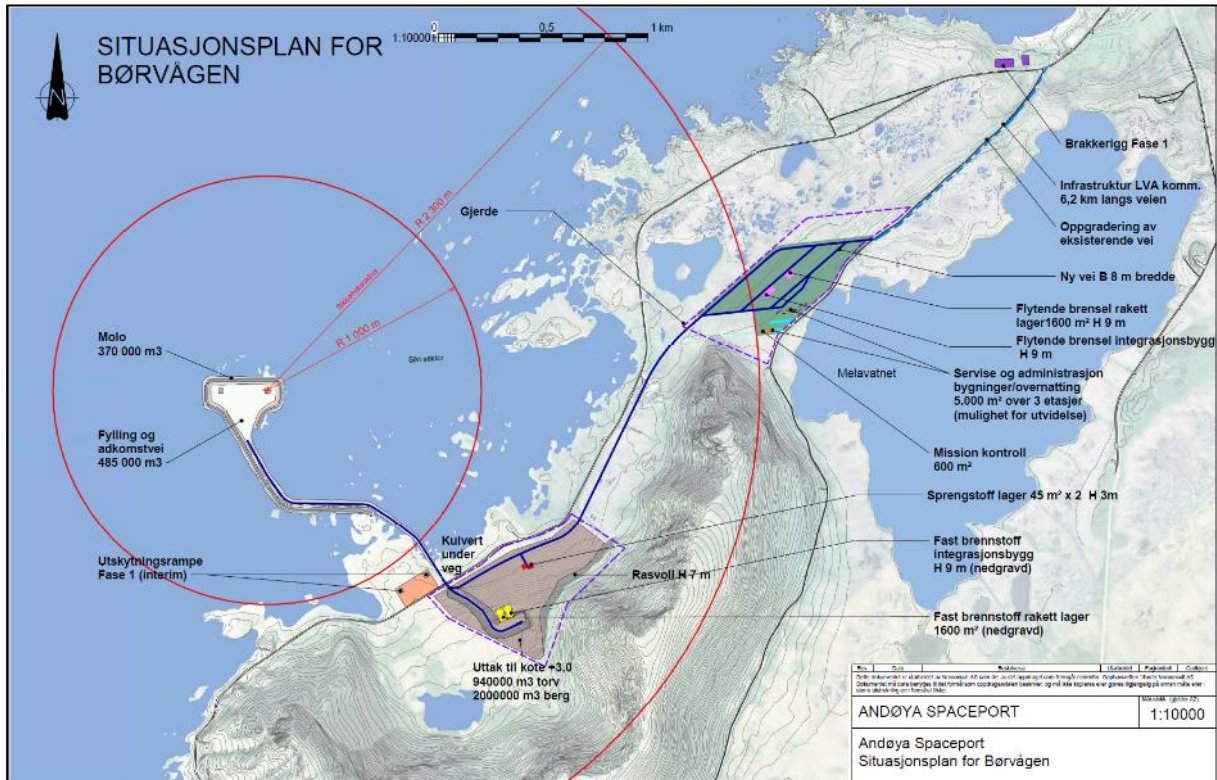 SITUASJONSPLAN FOR
BØRVÅGEN
N
1:10000
0
0,5
1 km
R 2 300 m
R 1 000 m
Sikt sektor
Gjerde
Molo
370 000 m3
Fylling og
adkomstvei
485 000 m3
Utskytningsrampe
Fase 1 (interim)
Kulvert
under
veg
Rasvoll H 7 m
Uttak til kote +3.0
940000 m3 torv
2000000 m3 berg
Brakkerigg Fase 1
Infrastruktur LVA komm.
6,2 km langs veien
Oppgradering av
eksisterende vei
Ny vei B 8 m bredde
Flytende brensel rakett
lager1600 m² H 9 m
Flytende brensel integrasjonsbygg
H 9 m
Servise og administrasjon
bygninger/overnatting
5.000 m² over 3 etasjer
(mulighet for utvidelse)
Melavatnet
Mission kontroll
600 m²
Sprengstoff lager 45 m² x 2 H 3m
Fast brennstoff
integrasjonsbygg
H 9 m (nedgravd)
Fast brennstoff rakett lager
1600 m² (nedgravd)
ANDØYA SPACEPORT
1:10000
Andøya Spaceport
Situasjonsplan for Børvågen